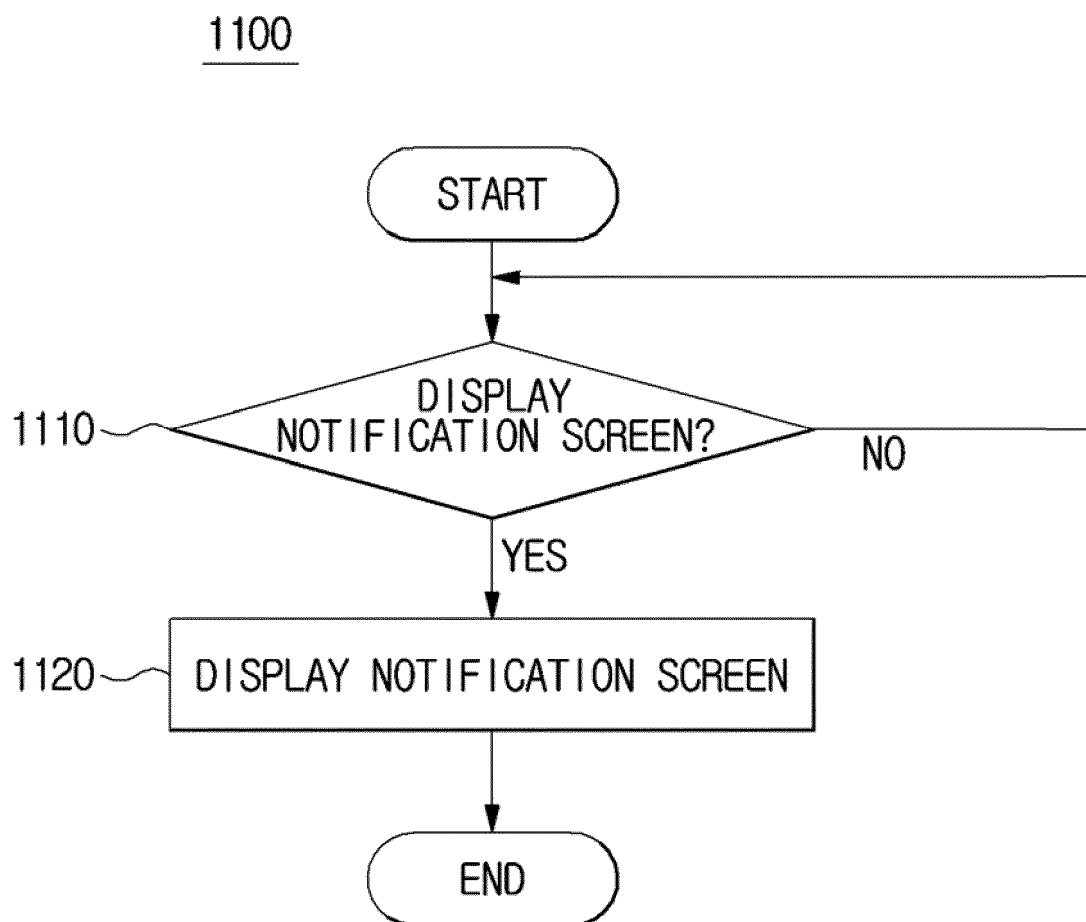 1100
START
DISPLAY
NOTIFICATION SCREEN?
1110
NO
YES
1120
DISPLAY NOTIFICATION SCREEN
END